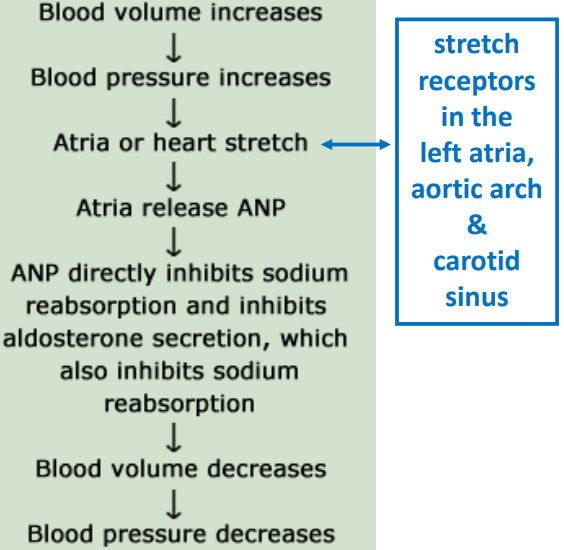 Blood volume increases
↓
Blood pressure increases
↓
Atria or heart stretch
↓
Atria release ANP
↓
ANP directly inhibits sodium
reabsorption and inhibits
aldosterone secretion, which
also inhibits sodium
reabsorption
↓
Blood volume decreases
↓
Blood pressure decreases
stretch
receptors
in the
left atria,
aortic arch
&
carotid
sinus